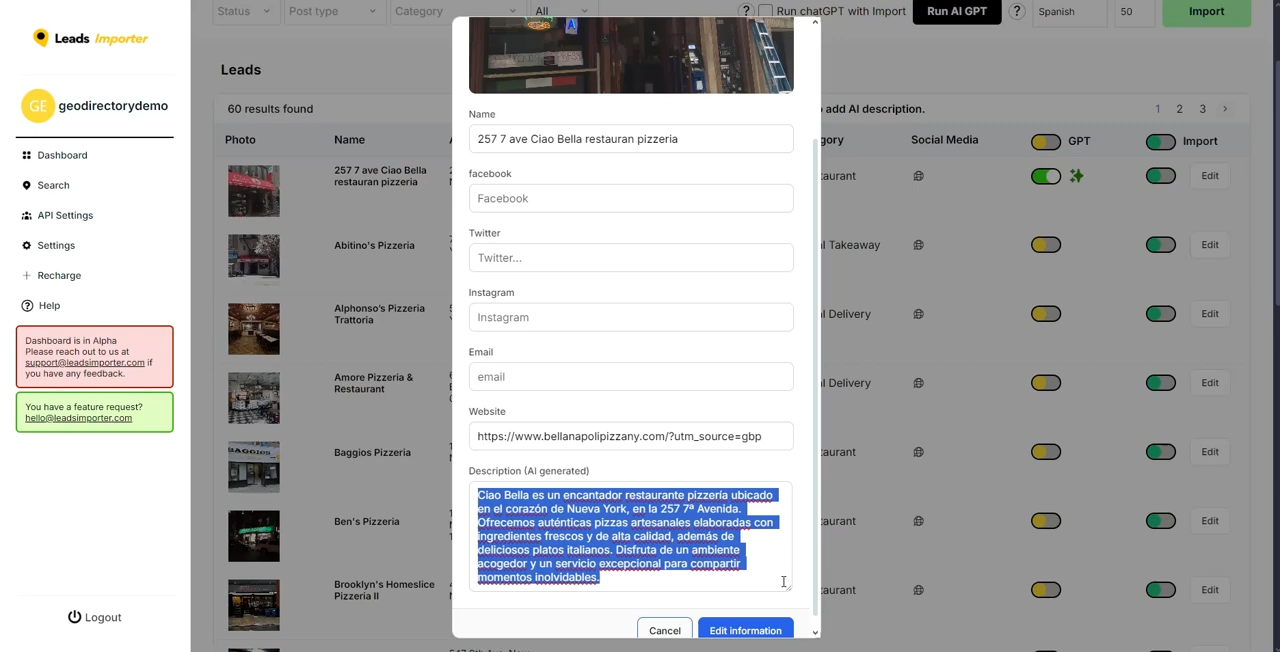 Leads Importer
GE geodirectorydemo
Dashboard
Search
API Settings
Settings
Recharge
Help
Dashboard is in Alpha
Please reach out to us at
support@leadsimporter.com if
you have any feedback.
You have a feature request?
hello@leadsimporter.com
Logout
Status
Post type
Category
All
? Run chatGPT with Import
Run AI GPT
?
Spanish
50
Import
Leads
60 results found
add AI description.
1 2 3 >
Photo
Name
Social Media
GPT
Import
257 7 ave Ciao Bella
restauran pizzeria
Edit
Abitino's Pizzeria
Takeaway
Edit
Alphonso's Pizzeria
Trattoria
Delivery
Edit
Amore Pizzeria &
Restaurant
Delivery
Edit
Baggios Pizzeria
Edit
Ben's Pizzeria
Edit
Brooklyn's Homeslice
Pizzeria II
Edit
Name
257 7 ave Ciao Bella restauran pizzeria
facebook
Facebook
Twitter
Twitter...
Instagram
Instagram
Email
email
Website
https://www.bellanapolipizzany.com/?utm_source=gbp
Description (AI generated)
Ciao Bella es un encantador restaurante pizzería ubicado
en el corazón de Nueva York, en la 257 7ª Avenida.
Ofrecemos auténticas pizzas artesanales elaboradas con
ingredientes frescos y de alta calidad, además de
deliciosos platos italianos. Disfruta de un ambiente
acogedor y un servicio excepcional para compartir
momentos inolvidables.
Cancel
Edit information